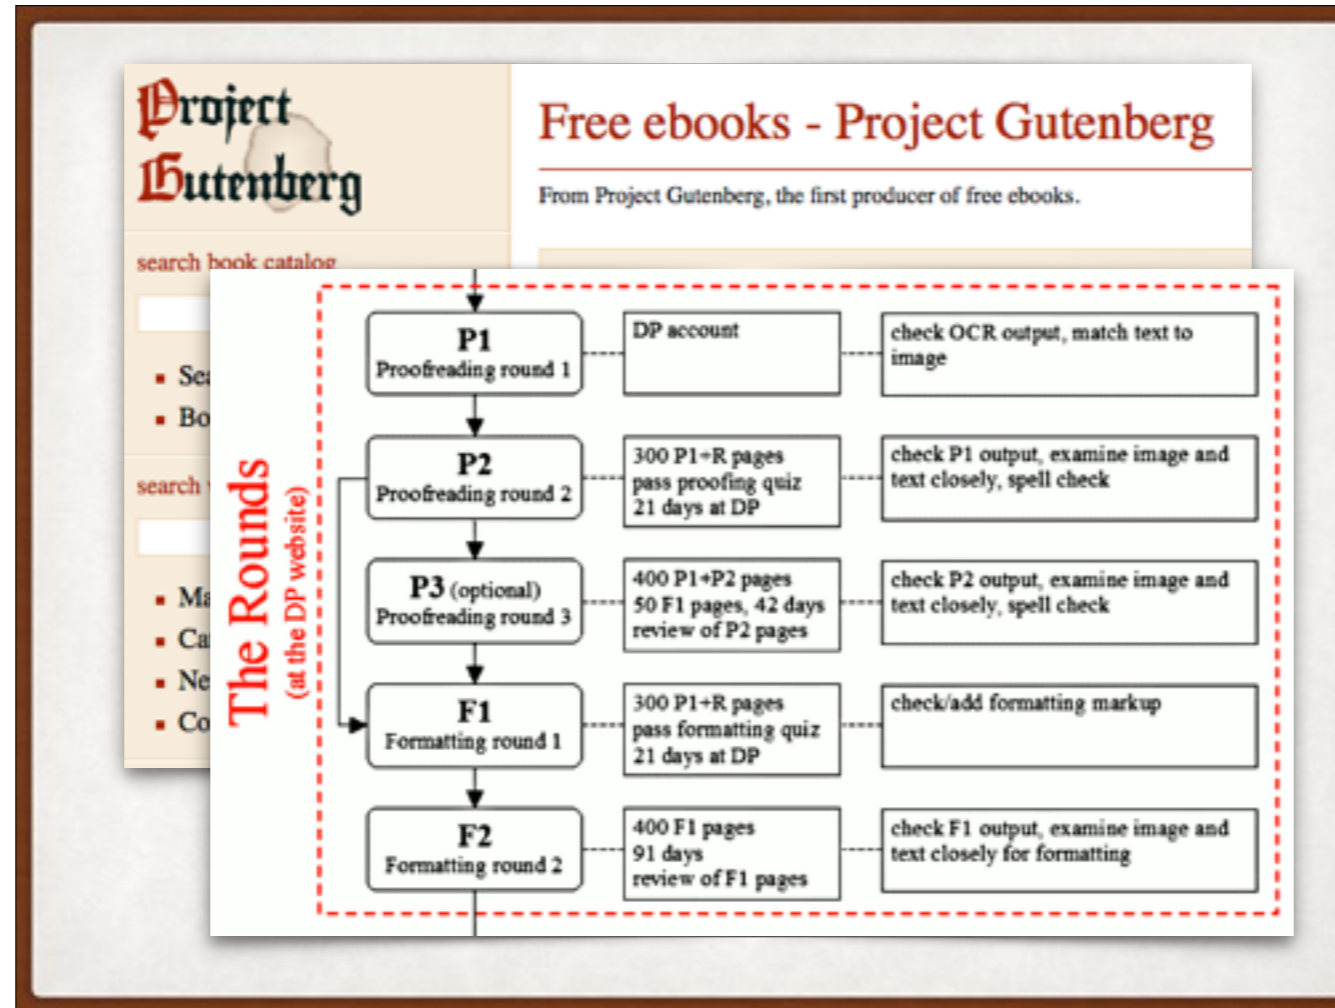 Project
Gutenberg
Free ebooks - Project Gutenberg
From Project Gutenberg, the first producer of free ebooks.
search book catalog
search
The Rounds
(at the DP website)
P1
Proofreading round 1
DP account
check OCR output, match text to
image
P2
Proofreading round 2
300 P1+R pages
pass proofing quiz
21 days at DP
check P1 output, examine image and
text closely, spell check
P3 (optional)
Proofreading round 3
400 P1+P2 pages
50 F1 pages, 42 days
review of P2 pages
check P2 output, examine image and
text closely, spell check
F1
Formatting round 1
300 P1+R pages
pass formatting quiz
21 days at DP
check/add formatting markup
F2
Formatting round 2
400 F1 pages
91 days
review of F1 pages
check F1 output, examine image and
text closely for formatting